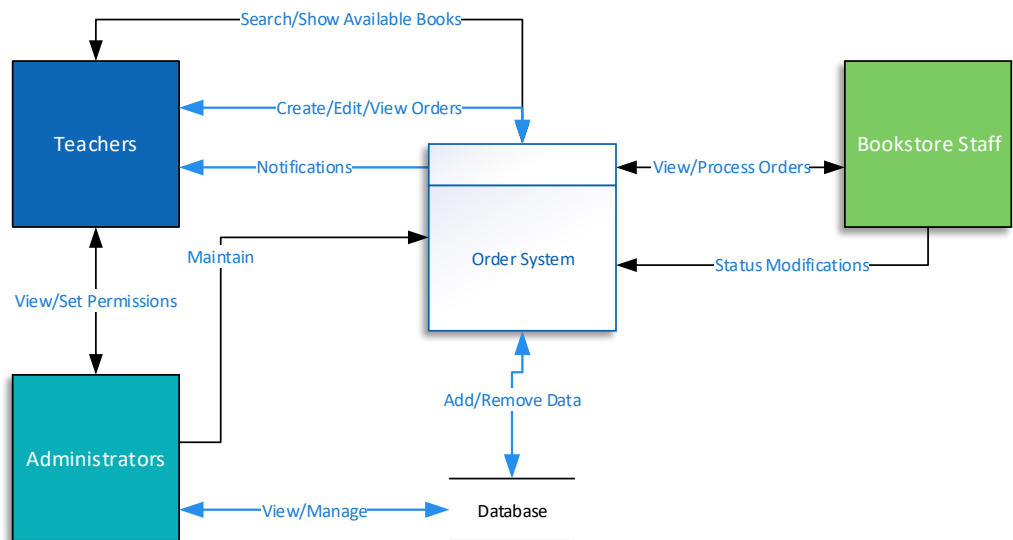 Search/Show Available Books
Create/Edit/View Orders
Teachers
Bookstore Staff
Notifications
View/Process Orders
Maintain
Order System
Status Modifications
View/Set Permissions
Add/Remove Data
Administrators
View/Manage
Database